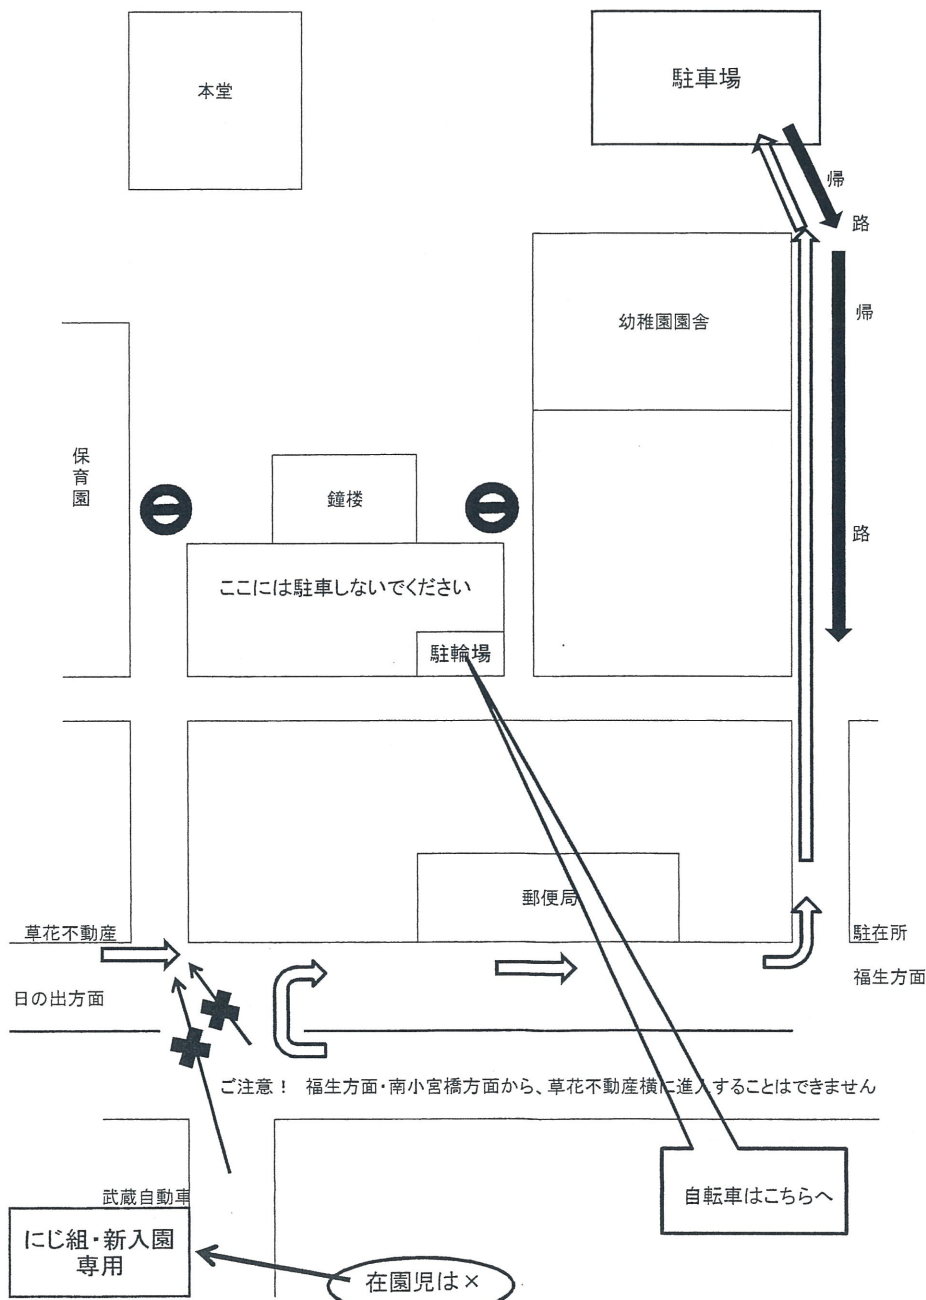 本堂
駐車場
帰
路
帰
路
幼稚園園舎
保育園
鐘楼
ここには駐車しないでください
駐輪場
郵便局
草花不動産
駐在所
日の出方面
福生方面
ご注意！ 福生方面・南小宮橋方面から、草花不動産横に進入することはできません
武蔵自動車
自転車はこちらへ
にじ組・新入園
専用
在園児は×